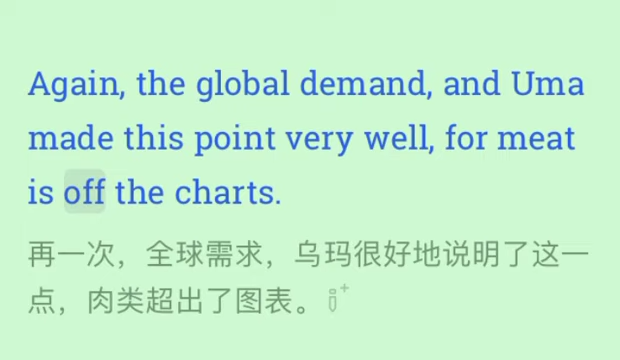 Again, the global demand, and Uma
made this point very well, for meat
is off the charts.
再一次，全球需求，乌玛很好地说明了这一
点，肉类超出了图表。